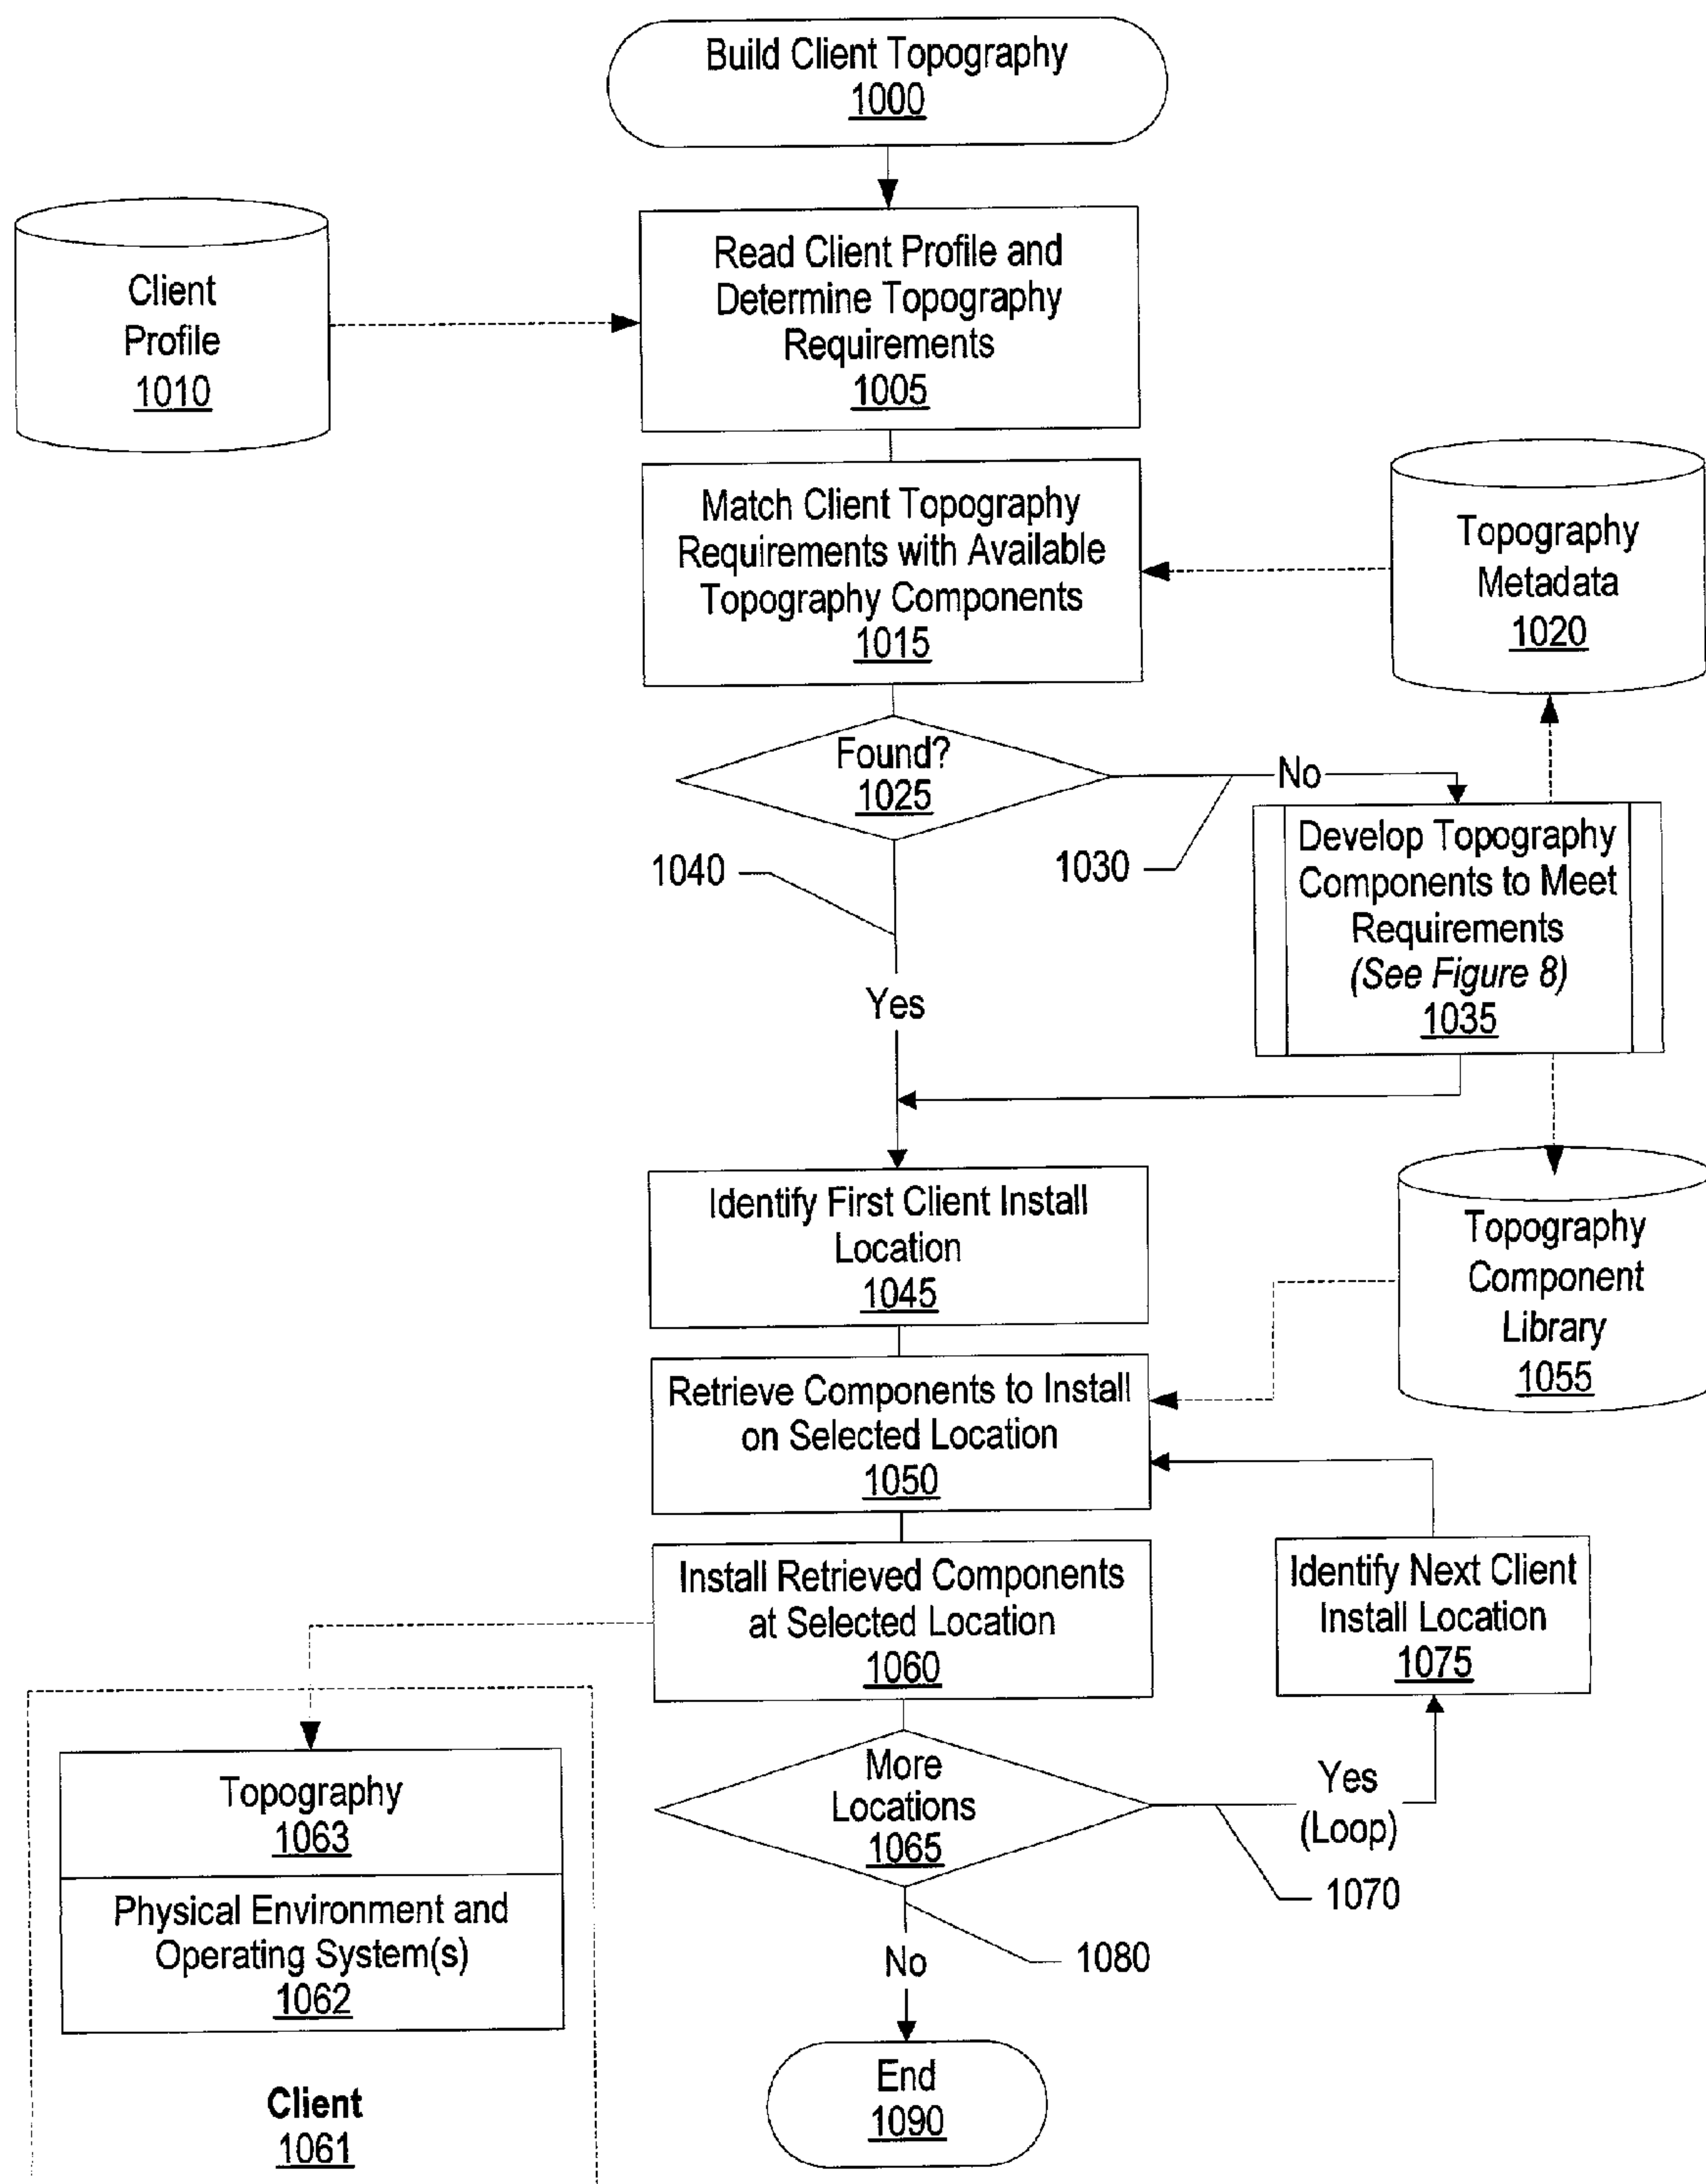 Build Client Topography
1000
Client
Profile
1010
Read Client Profile and
Determine Topography
Requirements
1005
Match Client Topography
Requirements with Available
Topography Components
1015
Topography
Metadata
1020
Found?
1025
No
1030
1040
Yes
Develop Topography
Components to Meet
Requirements
(See Figure 8)
1035
Identify First Client Install
Location
1045
Topography
Component
Library
1055
Retrieve Components to Install
on Selected Location
1050
Install Retrieved Components
at Selected Location
1060
Identify Next Client
Install Location
1075
More
Locations
1065
Yes
(Loop)
1070
Topography
1063
Physical Environment and
Operating System(s)
1062
Client
1061
No
1080
End
1090